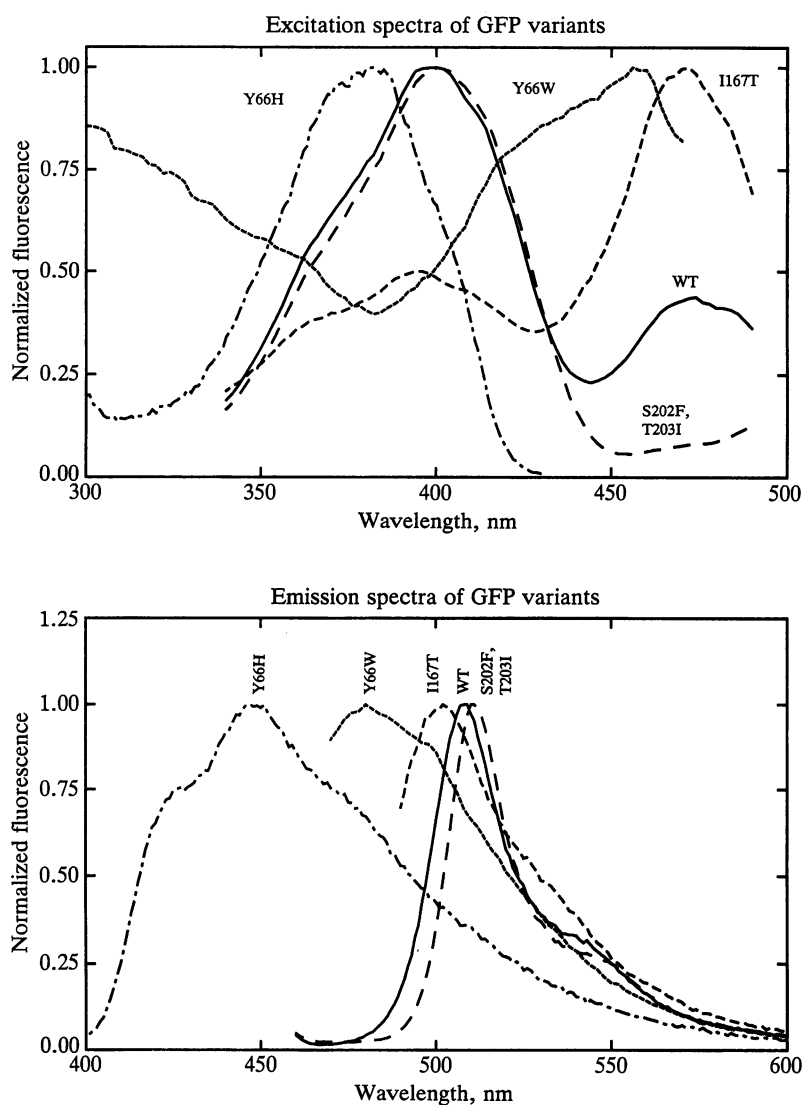 Excitation spectra of GFP variants
1.00
0.75
0.50
0.25
0.00
Normalized fluorescence
Y66H
Y66W
I167T
WT
S202F,
T203I
300
350
400
450
500
Wavelength, nm
Emission spectra of GFP variants
1.25
1.00
0.75
0.50
0.25
0.00
Normalized fluorescence
Y66H
Y66W
I167T
WT
S202F,
T203I
400
450
500
550
600
Wavelength, nm